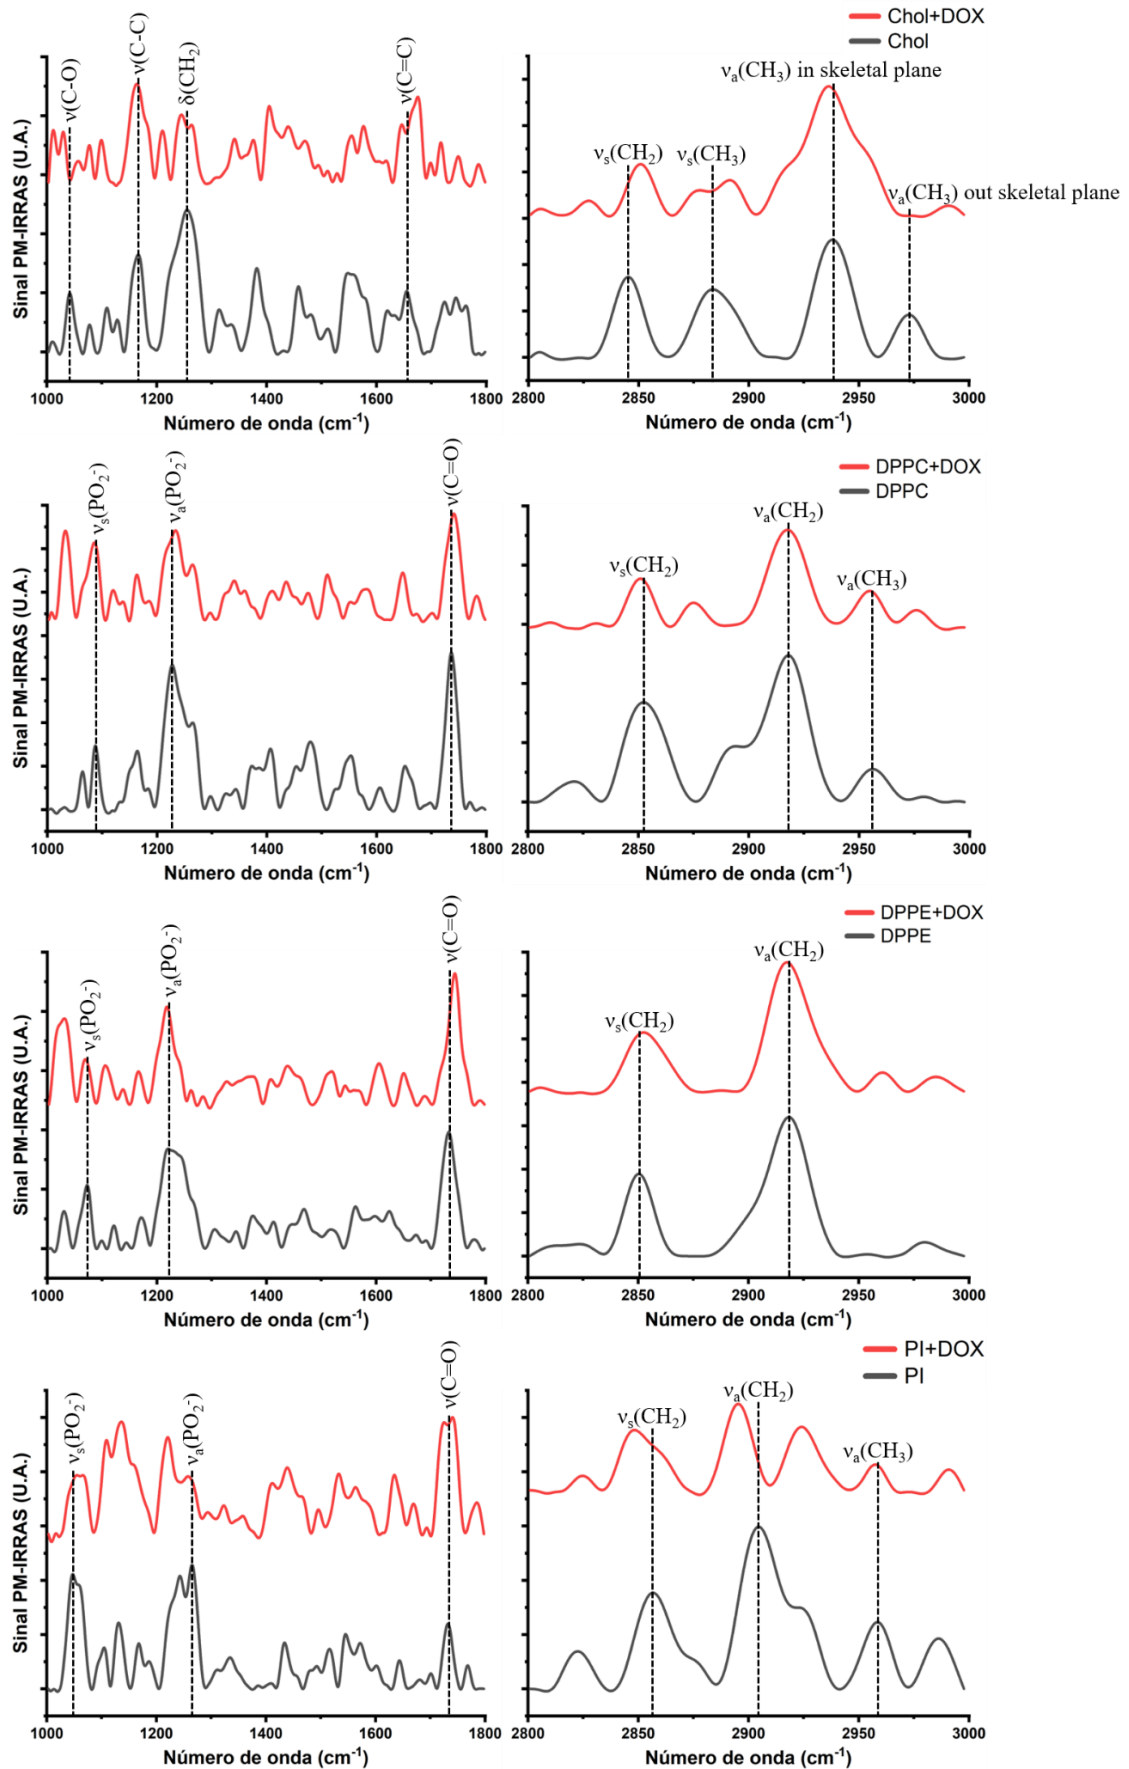 Chol+DOX
Chol
Sinal PM-IRRAS (U.A.)
ν(C-O)
ν(C-C)
δ(CH₂)
ν(C=C)
1000 1200 1400 1600 1800
Número de onda (cm⁻¹)
νₐ(CH₃) in skeletal plane
νₛ(CH₂) νₛ(CH₃)
νₐ(CH₃) out skeletal plane
2800 2850 2900 2950 3000
Número de onda (cm⁻¹)
DPPC+DOX
DPPC
Sinal PM-IRRAS (U.A.)
νₛ(PO₂⁻)
νₐ(PO₂⁻)
ν(C=O)
1000 1200 1400 1600 1800
Número de onda (cm⁻¹)
νₛ(CH₂)
νₐ(CH₂)
νₐ(CH₃)
2800 2850 2900 2950 3000
Número de onda (cm⁻¹)
DPPE+DOX
DPPE
Sinal PM-IRRAS (U.A.)
νₛ(PO₂⁻)
νₐ(PO₂⁻)
ν(C=O)
1000 1200 1400 1600 1800
Número de onda (cm⁻¹)
νₛ(CH₂)
νₐ(CH₂)
2800 2850 2900 2950 3000
Número de onda (cm⁻¹)
PI+DOX
PI
Sinal PM-IRRAS (U.A.)
νₛ(PO₂⁻)
νₐ(PO₂⁻)
ν(C=O)
1000 1200 1400 1600 1800
Número de onda (cm⁻¹)
νₛ(CH₂)
νₐ(CH₂)
νₐ(CH₃)
2800 2850 2900 2950 3000
Número de onda (cm⁻¹)